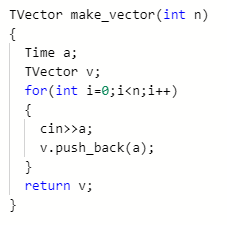 TVector make_vector(int n)
{
Time a;
TVector v;
for(int i=0;i<n;i++)
{
cin>>a;
v.push_back(a);
}
return v;
}